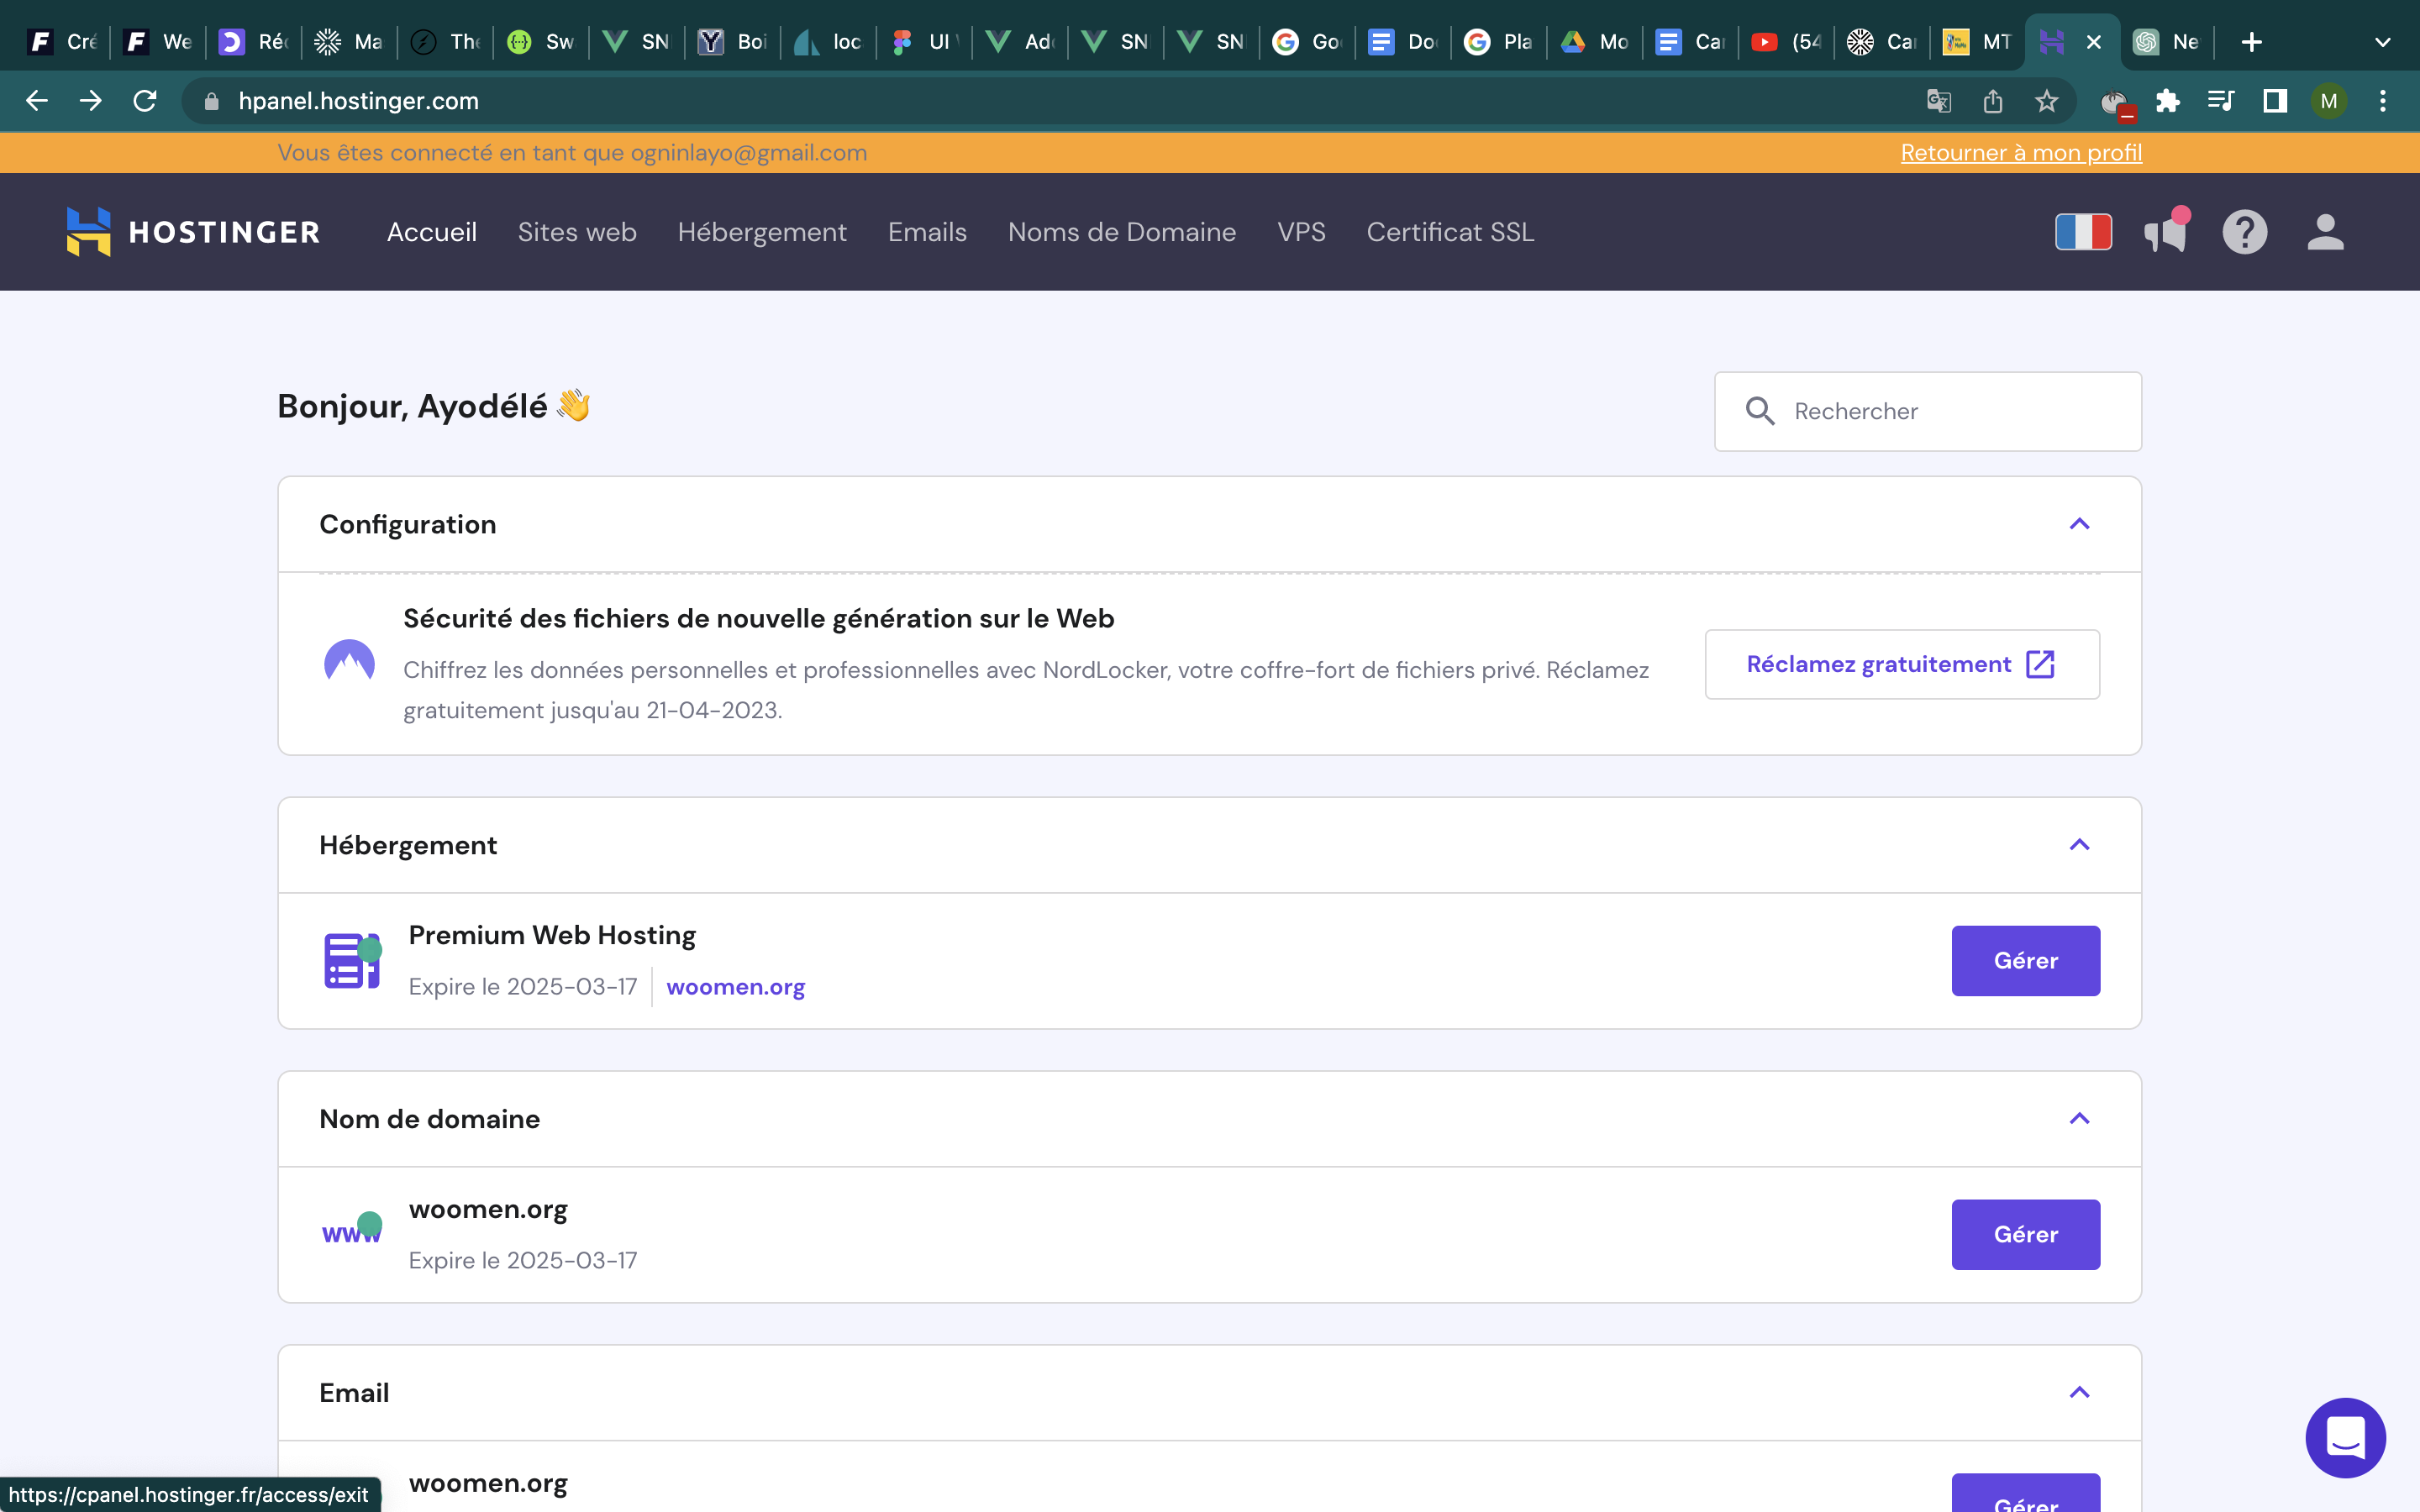 Cré
We
Réc
Ma
The
Sw
SN
Boi
loc
UI
Ado
SN
SN
Go
Do
Pla
Mo
Ca
(54
Ca
MT
Ne
hpanel.hostinger.com
M
Vous êtes connecté en tant que ogninlayo@gmail.com
Retourner à mon profil
HOSTINGER
Accueil
Sites web
Hébergement
Emails
Noms de Domaine
VPS
Certificat SSL
Bonjour, Ayodélé 👋
Rechercher
Configuration
Sécurité des fichiers de nouvelle génération sur le Web
Chiffrez les données personnelles et professionnelles avec NordLocker, votre coffre-fort de fichiers privé. Réclamez
gratuitement jusqu'au 21-04-2023.
Réclamez gratuitement
Hébergement
Premium Web Hosting
Expire le 2025-03-17
woomen.org
Gérer
Nom de domaine
www
woomen.org
Expire le 2025-03-17
Gérer
Email
woomen.org
Gérer
https://cpanel.hostinger.fr/access/exit